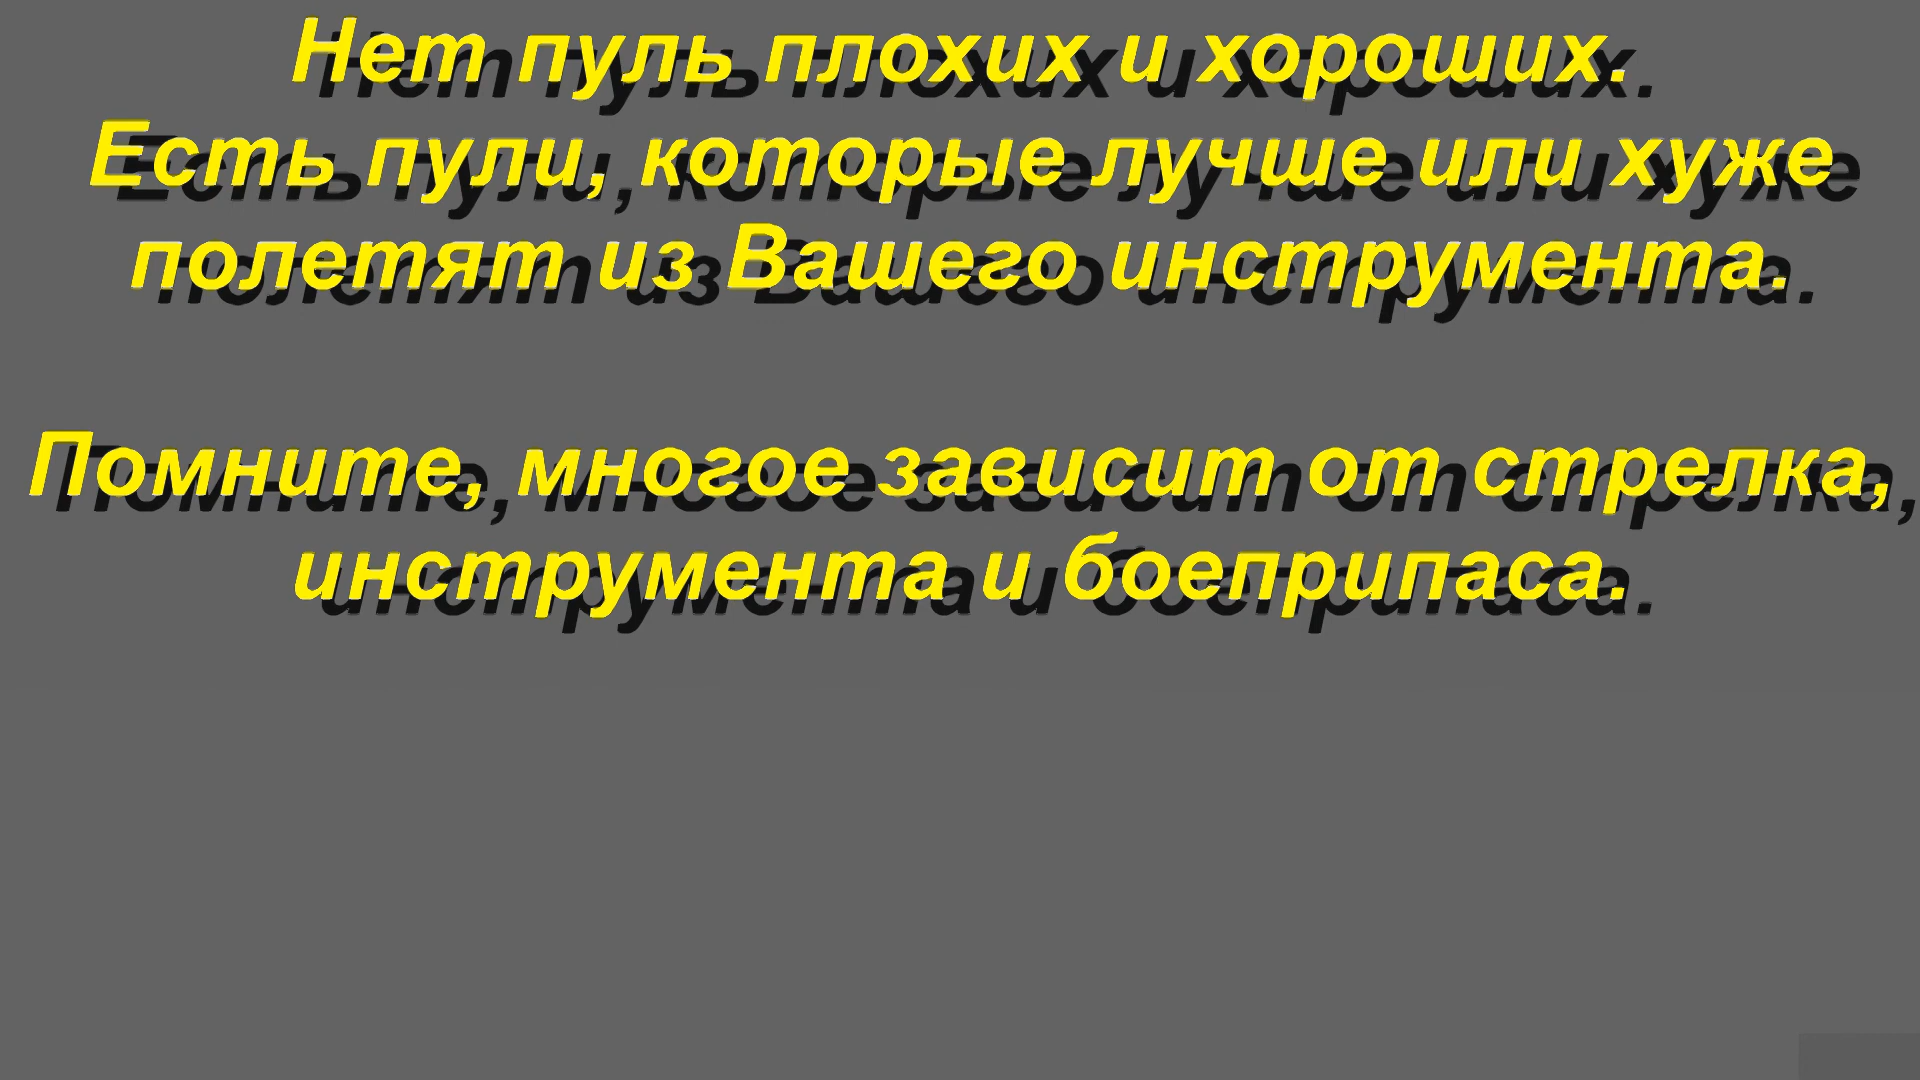 Нет пуль плохих и хороших.
Есть пули, которые лучше или хуже
полетят из Вашего инструмента.
Помните, многое зависит от стрелка,
инструмента и боеприпаса.